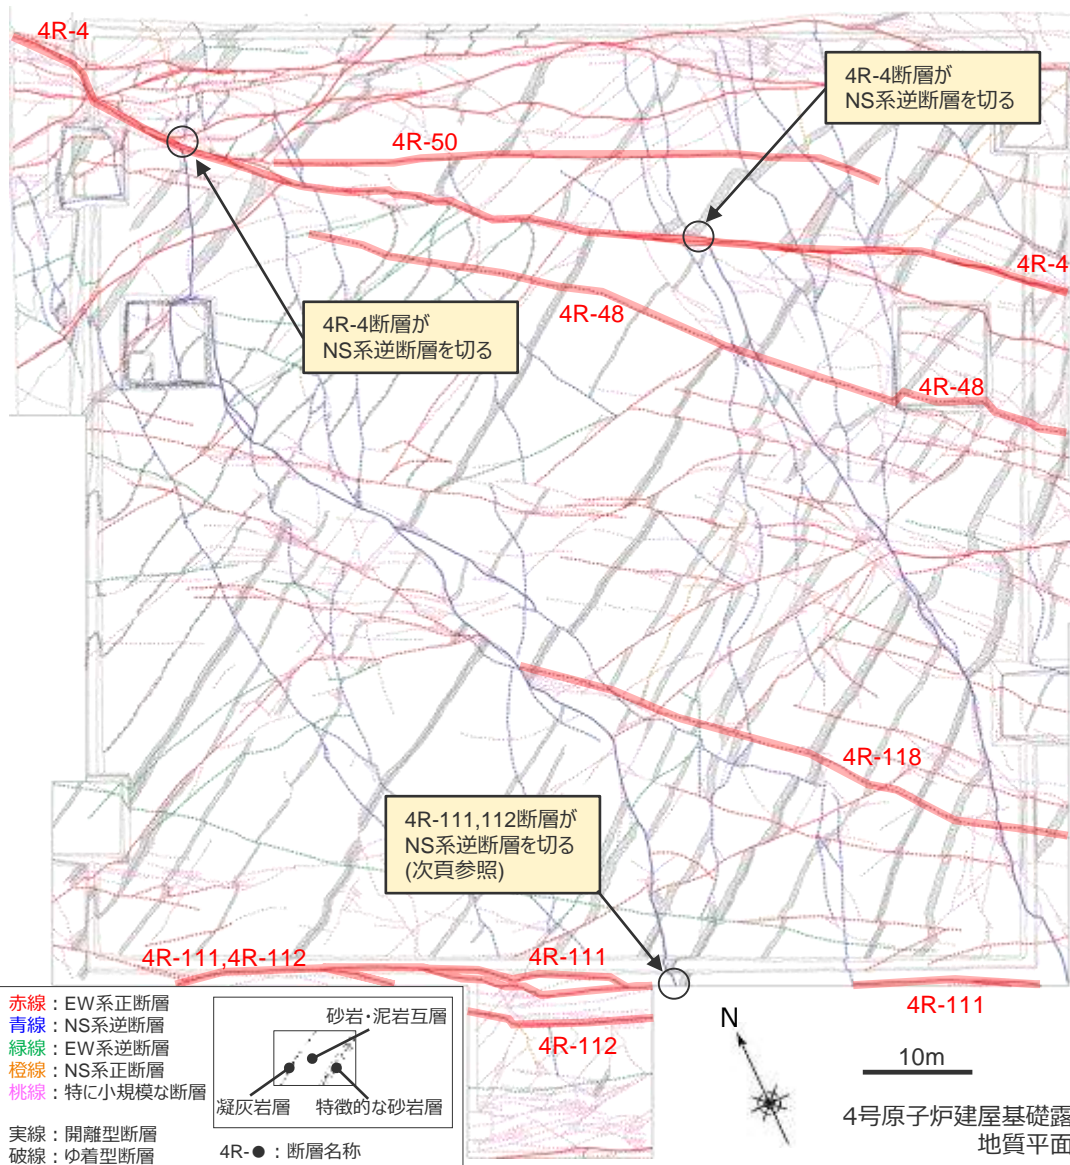 4R-4
4R-4断層が
NS系逆断層を切る
4R-50
4R-4
4R-48
4R-4断層が
NS系逆断層を切る
4R-48
4R-118
4R-111,112断層が
NS系逆断層を切る
(次頁参照)
4R-111,4R-112
4R-111
4R-111
4R-112
赤線：EW系正断層
青線：NS系逆断層
緑線：EW系逆断層
橙線：NS系正断層
桃線：特に小規模な断層
実線：開離型断層
破線：ゆ着型断層
砂岩・泥岩互層
凝灰岩層
特徴的な砂岩層
4R-●：断層名称
N
10m
4号原子炉建屋基礎露
地質平面